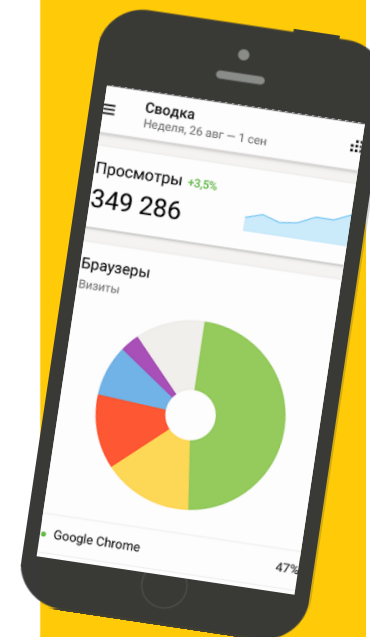 Сводка
Неделя, 26 авг — 1 сен
Просмотры +3,5%
349 286
Браузеры
Визиты
Google Chrome 47%